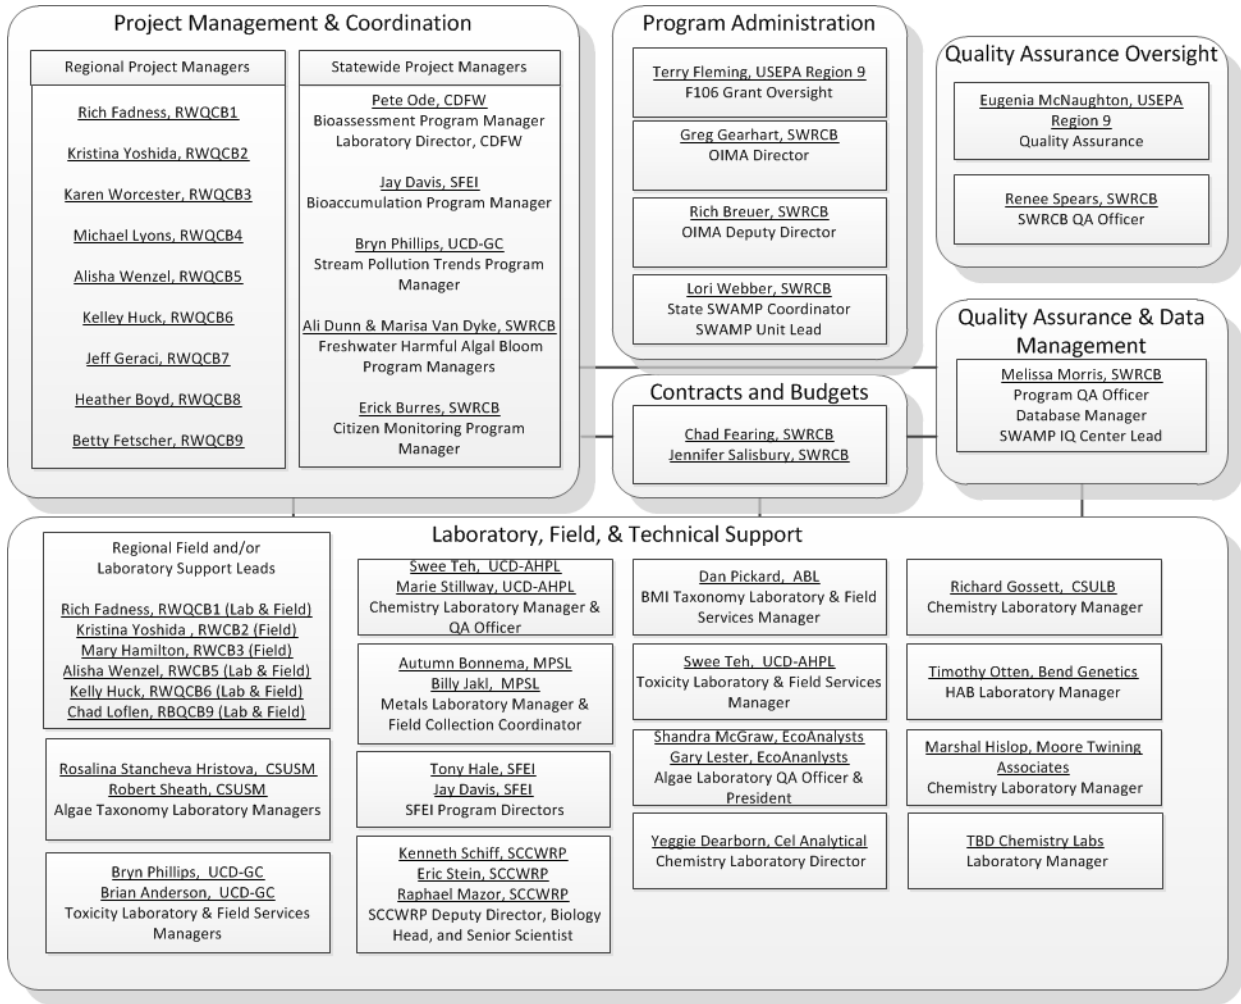 Project Management & Coordination
Regional Project Managers
Rich Fadness, RWQCB1
Kristina Yoshida, RWQCB2
Karen Worcester, RWQCB3
Michael Lyons, RWQCB4
Alisha Wenzel, RWQCB5
Kelley Huck, RWQCB6
Jeff Geraci, RWQCB7
Heather Boyd, RWQCB8
Betty Fetscher, RWQCB9
Statewide Project Managers
Pete Ode, CDFW
Bioassessment Program Manager
Laboratory Director, CDFW
Jay Davis, SFEI
Bioaccumulation Program Manager
Bryn Phillips, UCD-GC
Stream Pollution Trends Program
Manager
Ali Dunn & Marisa Van Dyke, SWRCB
Freshwater Harmful Algal Bloom
Program Managers
Erick Burres, SWRCB
Citizen Monitoring Program
Manager
Program Administration
Terry Fleming, USEPA Region 9
F106 Grant Oversight
Greg Gearhart, SWRCB
OIMA Director
Rich Breuer, SWRCB
OIMA Deputy Director
Lori Webber, SWRCB
State SWAMP Coordinator
SWAMP Unit Lead
Contracts and Budgets
Chad Fearing, SWRCB
Jennifer Salisbury, SWRCB
Quality Assurance Oversight
Eugenia McNaughton, USEPA
Region 9
Quality Assurance
Renee Spears, SWRCB
SWRCB QA Officer
Quality Assurance & Data
Management
Melissa Morris, SWRCB
Program QA Officer
Database Manager
SWAMP IQ Center Lead
Laboratory, Field, & Technical Support
Regional Field and/or
Laboratory Support Leads
Rich Fadness, RWQCB1 (Lab & Field)
Kristina Yoshida , RWCB2 (Field)
Mary Hamilton, RWCB3 (Field)
Alisha Wenzel, RWCB5 (Lab & Field)
Kelly Huck, RWQCB6 (Lab & Field)
Chad Loflen, RBQCB9 (Lab & Field)
Rosalina Stancheva Hristova, CSUSM
Robert Sheath, CSUSM
Algae Taxonomy Laboratory Managers
Bryn Phillips, UCD-GC
Brian Anderson, UCD-GC
Toxicity Laboratory & Field Services
Managers
Swee Teh, UCD-AHPL
Marie Stillway, UCD-AHPL
Chemistry Laboratory Manager &
QA Officer
Autumn Bonnema, MPSL
Billy Jakl, MPSL
Metals Laboratory Manager &
Field Collection Coordinator
Tony Hale, SFEI
Jay Davis, SFEI
SFEI Program Directors
Kenneth Schiff, SCCWRP
Eric Stein, SCCWRP
Raphael Mazor, SCCWRP
SCCWRP Deputy Director, Biology
Head, and Senior Scientist
Dan Pickard, ABL
BMI Taxonomy Laboratory & Field
Services Manager
Swee Teh, UCD-AHPL
Toxicity Laboratory & Field Services
Manager
Shandra McGraw, EcoAnalysts
Gary Lester, EcoAnanlysts
Algae Laboratory QA Officer &
President
Yeggie Dearborn, Cel Analytical
Chemistry Laboratory Director
Richard Gossett, CSULB
Chemistry Laboratory Manager
Timothy Otten, Bend Genetics
HAB Laboratory Manager
Marshal Hislop, Moore Twining
Associates
Chemistry Laboratory Manager
TBD Chemistry Labs
Laboratory Manager